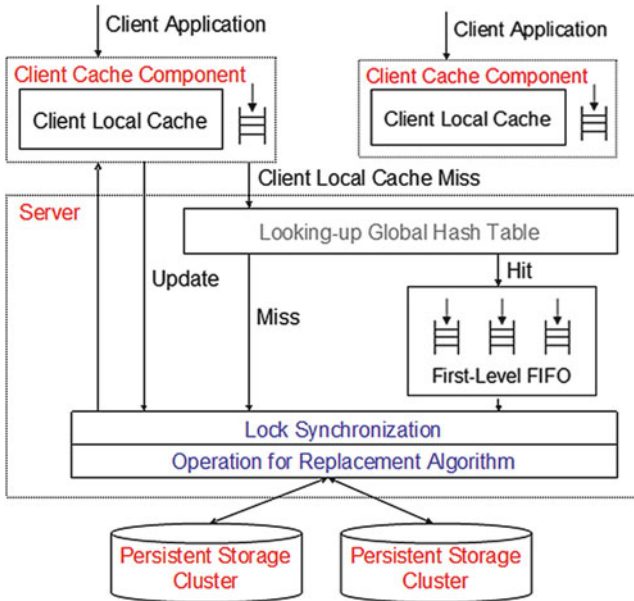 Client Application
Client Application
Client Cache Component
Client Cache Component
Client Local Cache
Client Local Cache
Client Local Cache Miss
Server
Looking-up Global Hash Table
Hit
Update
Miss
First-Level FIFO
Lock Synchronization
Operation for Replacement Algorithm
Persistent Storage
Cluster
Persistent Storage
Cluster